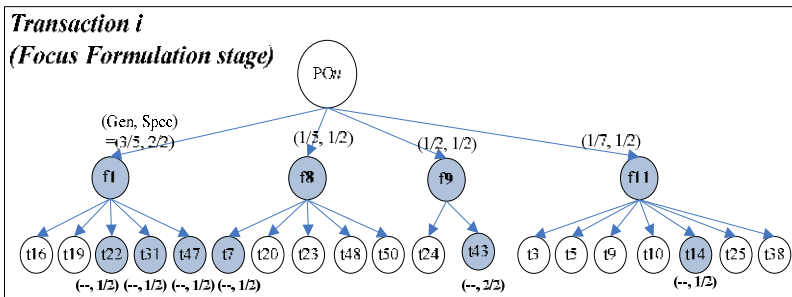 Transaction i
(Focus Formulation stage)
POn
(Gen, Spec)
=(3/5, 2/2)
(1/5, 1/2)
(1/2, 1/2)
(1/7, 1/2)
f1
f8
f9
f11
t16
t19
t22
t31
t47
t7
t20
t23
t48
t50
t24
t43
t3
t5
t9
t10
t14
t25
t38
(--, 1/2)
(--, 1/2)
(--, 1/2)
(--, 1/2)
(--, 2/2)
(--, 1/2)